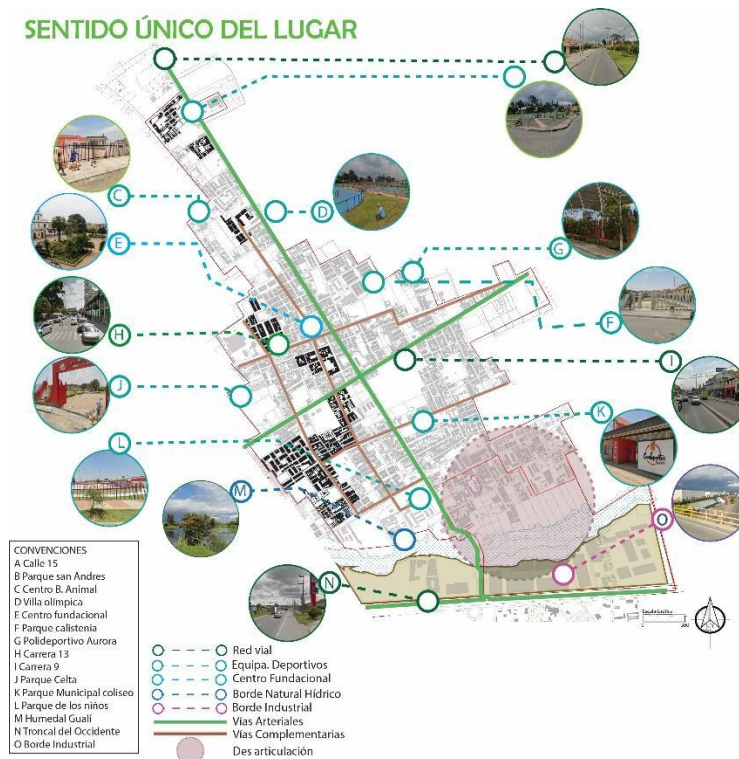 SENTIDO ÚNICO DEL LUGAR
C
D
E
G
F
H
I
J
K
L
M
O
N
CONVENCIONES
A Calle 15
B Parque san Andres
C Centro B. Animal
D Villa olímpica
E Centro fundacional
F Parque calistenia
G Polideportivo Aurora
H Carrera 13
I Carrera 9
J Parque Celta
K Parque Municipal coliseo
L Parque de los niños
M Humedal Gualí
N Troncal del Occidente
O Borde Industrial
Red vial
Equipa. Deportivos
Centro Fundacional
Borde Natural Hídrico
Borde Industrial
Vías Arteriales
Vías Complementarias
Des articulación